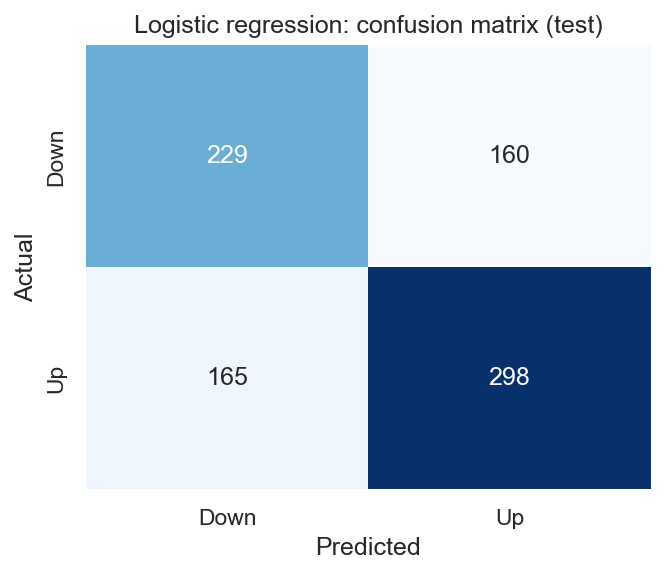 Logistic regression: confusion matrix (test)
Actual
Down
229
160
Up
165
298
Down
Up
Predicted